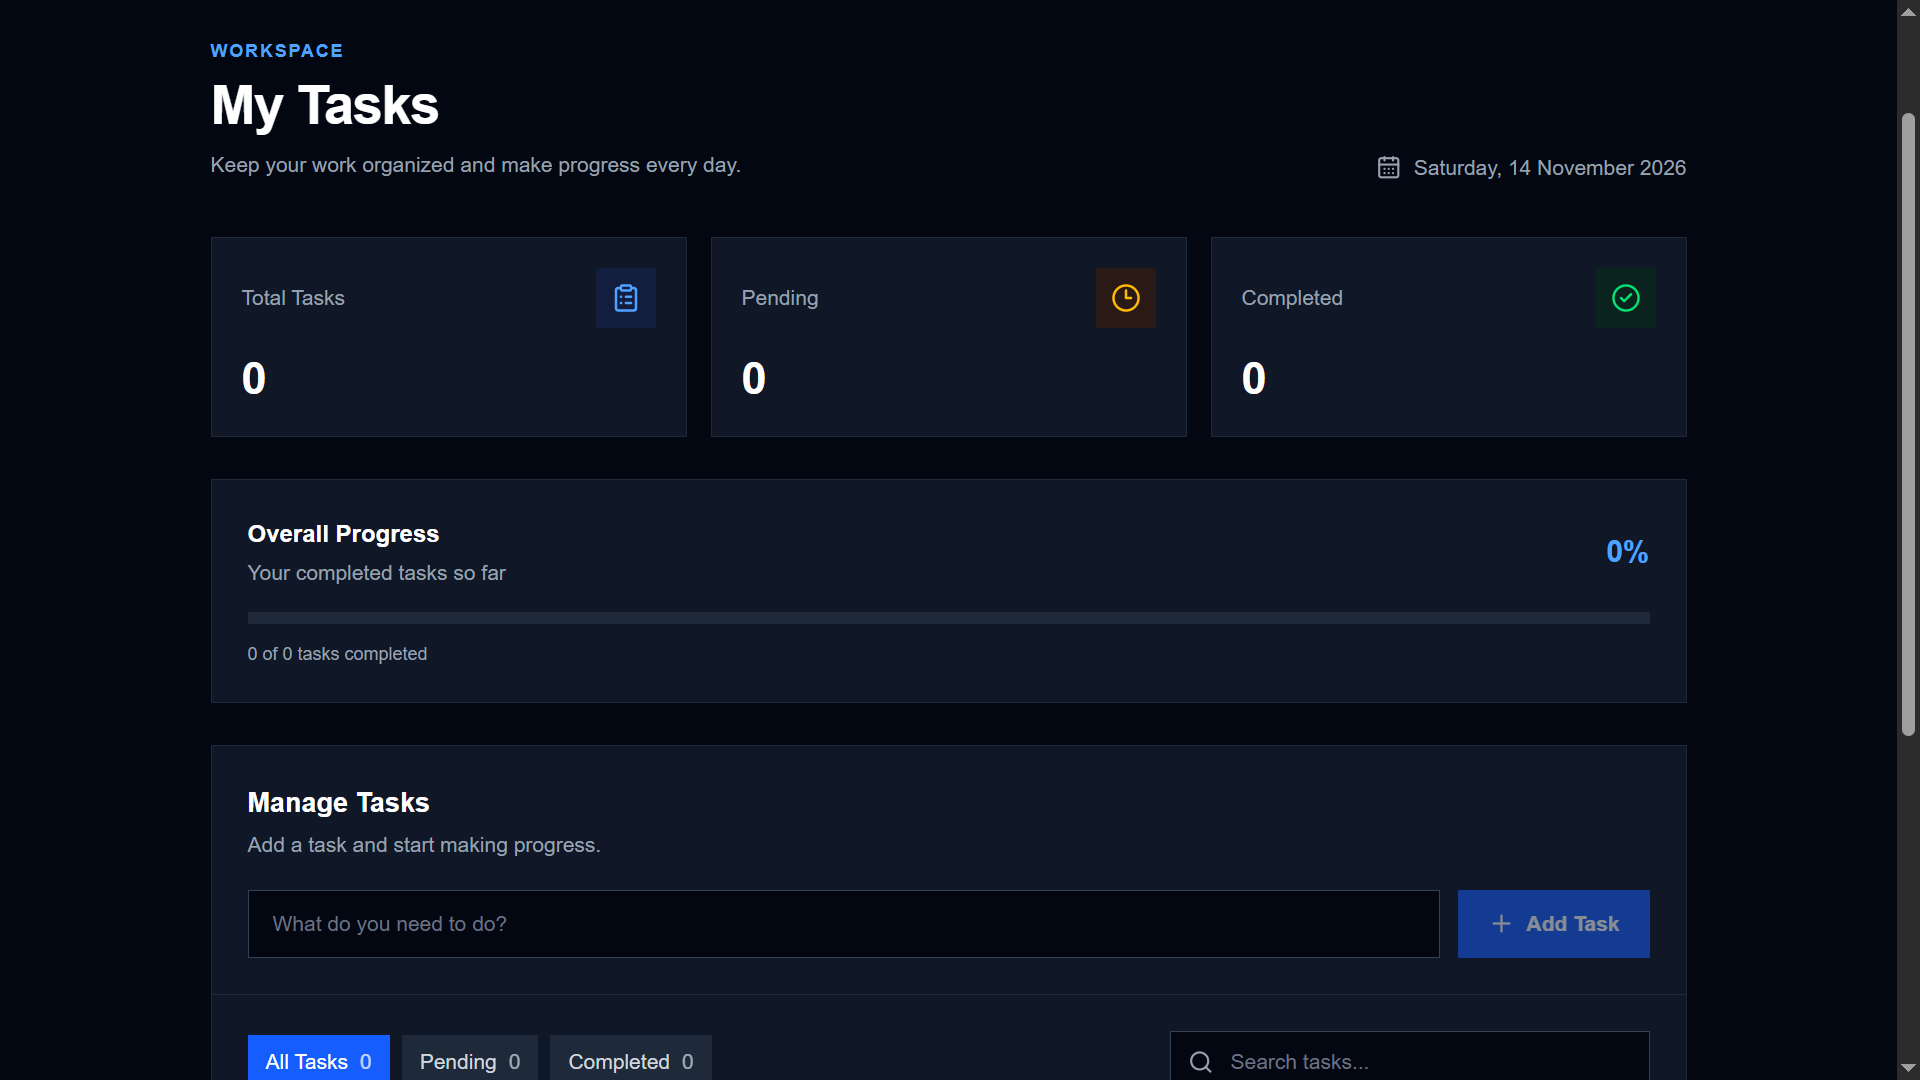 WORKSPACE
My Tasks
Keep your work organized and make progress every day.
Saturday, 14 November 2026
Total Tasks
0
Pending
0
Completed
0
Overall Progress
Your completed tasks so far
0%
0 of 0 tasks completed
Manage Tasks
Add a task and start making progress.
What do you need to do?
Add Task
All Tasks 0
Pending 0
Completed 0
Search tasks...